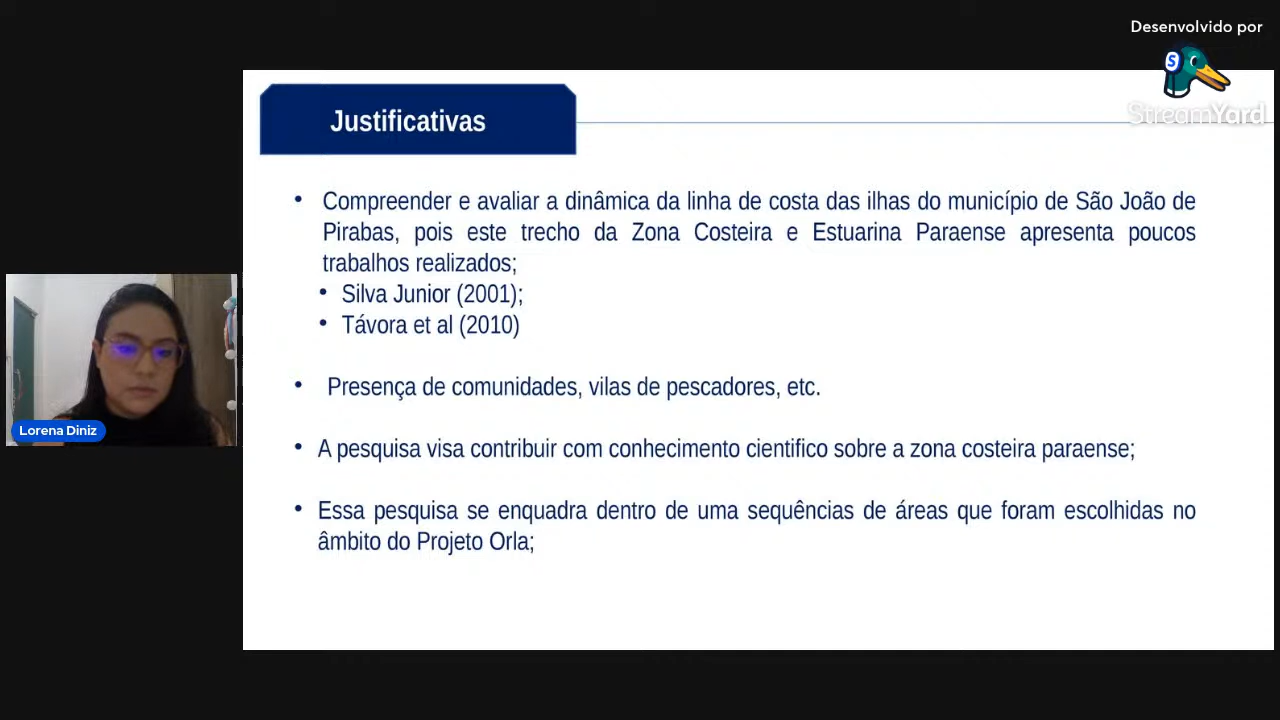 Desenvolvido por
StreamYard
Justificativas
• Compreender e avaliar a dinâmica da linha de costa das ilhas do município de São João de
Pirabas, pois este trecho da Zona Costeira e Estuarina Paraense apresenta poucos
trabalhos realizados;
• Silva Junior (2001);
• Távora et al (2010)
• Presença de comunidades, vilas de pescadores, etc.
• A pesquisa visa contribuir com conhecimento cientifico sobre a zona costeira paraense;
• Essa pesquisa se enquadra dentro de uma sequências de áreas que foram escolhidas no
âmbito do Projeto Orla;
Lorena Diniz